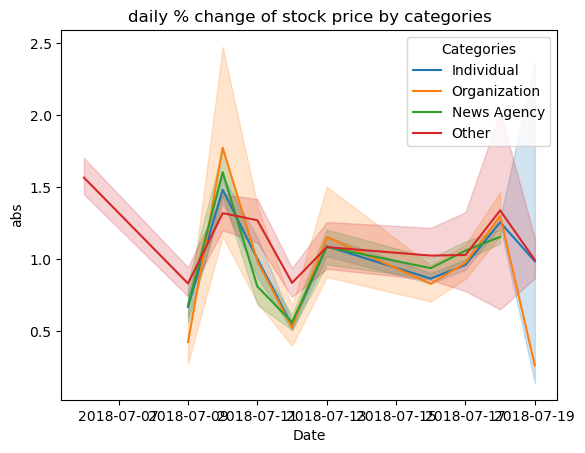 daily % change of stock price by categories
2.5
2.0
1.5
1.0
0.5
abs
Categories
Individual
Organization
News Agency
Other
2018-07-07 2018-07-09 2018-07-11 2018-07-13 2018-07-15 2018-07-17 2018-07-19
Date